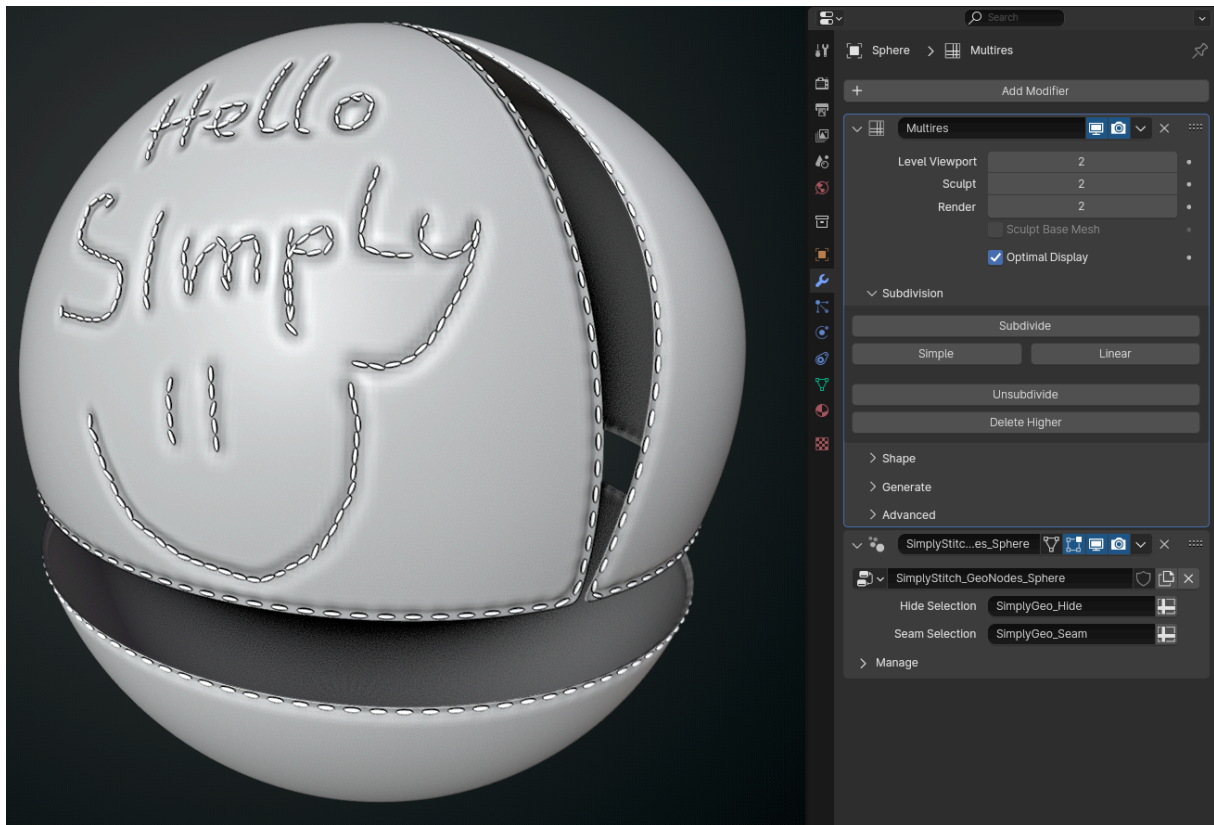 Hello
SImply
Search
Sphere > Multires
Add Modifier
Multires
Level Viewport 2
Sculpt 2
Render 2
Sculpt Base Mesh
Optimal Display
Subdivision
Subdivide
Simple Linear
Unsubdivide
Delete Higher
Shape
Generate
Advanced
SimplyStitc...es_Sphere
SimplyStitch_GeoNodes_Sphere
Hide Selection SimplyGeo_Hide
Seam Selection SimplyGeo_Seam
Manage